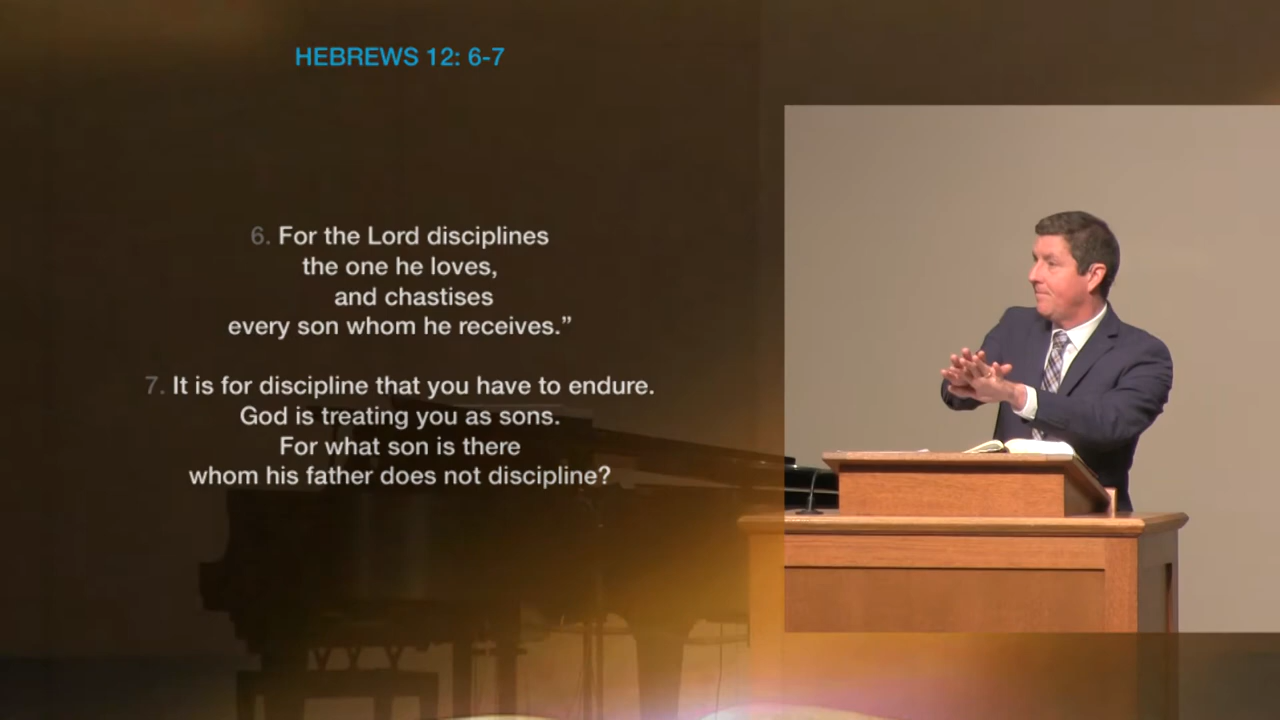 HEBREWS 12: 6-7
6. For the Lord disciplines
the one he loves,
and chastises
every son whom he receives.”
7. It is for discipline that you have to endure.
God is treating you as sons.
For what son is there
whom his father does not discipline?